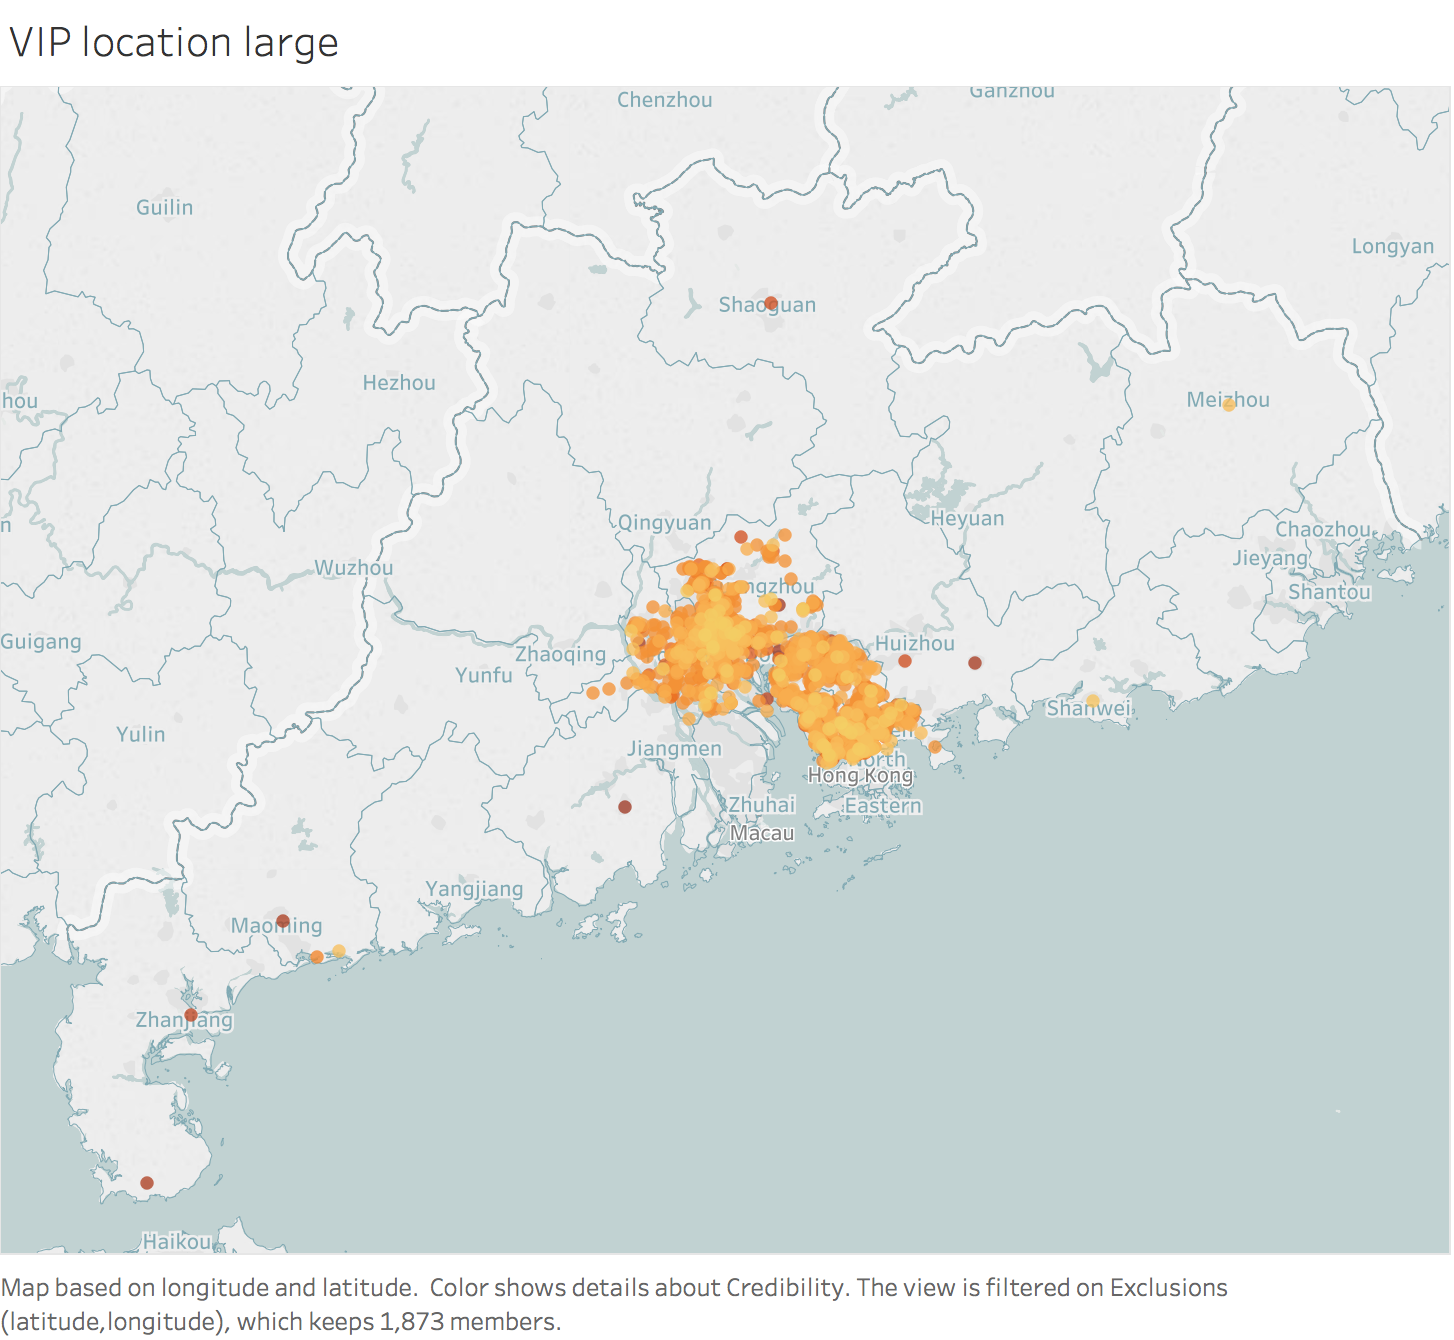 VIP location large
Chenzhou
Ganzhou
Guilin
Longyan
Shaoguan
Hezhou
Meizhou
hou
Qingyuan
Heyuan
n
Chaozhou
Jieyang
Wuzhou
ngzhou
Shantou
Guigang
Huizhou
Zhaoqing
Yunfu
Shanwei
Yulin
en
Jiangmen
North
Hong Kong
Zhuhai
Eastern
Macau
Yangjiang
Maoming
Zhanjiang
Haikou
Map based on longitude and latitude.  Color shows details about Credibility. The view is filtered on Exclusions
(latitude,longitude), which keeps 1,873 members.